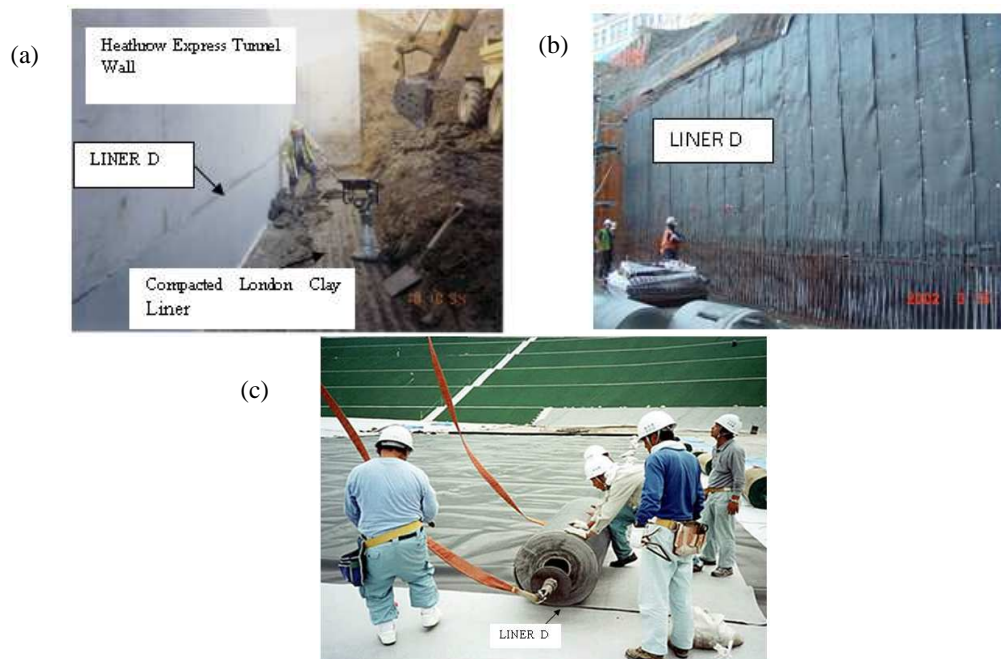 (a)
Heathrow Express Tunnel
Wall
LINER D
Compacted London Clay
Liner
(b)
LINER D
(c)
LINER D